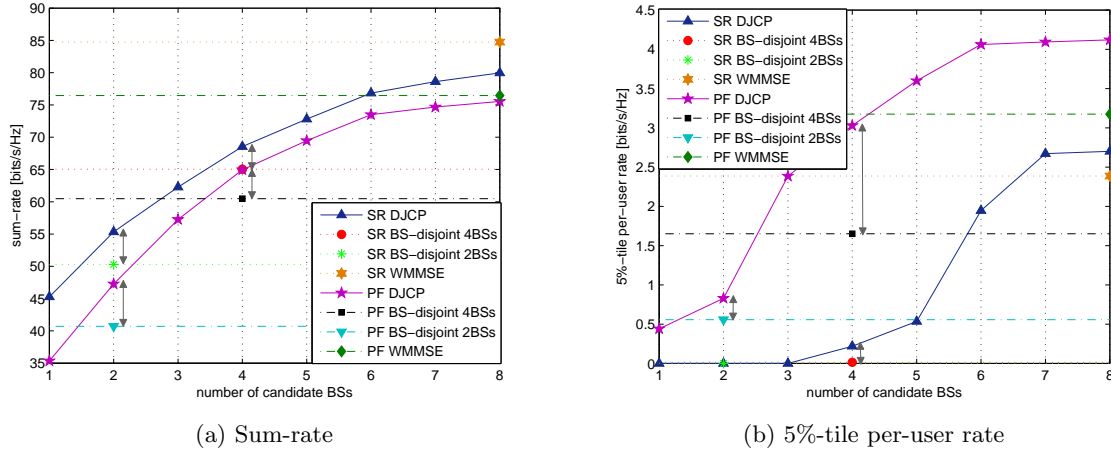 90
85
80
75
70
65
60
55
50
45
40
35
sum-rate [bits/s/Hz]
SR DJCP
SR BS−disjoint 4BSs
SR BS−disjoint 2BSs
SR WMMSE
PF DJCP
PF BS−disjoint 4BSs
PF BS−disjoint 2BSs
PF WMMSE
1 2 3 4 5 6 7 8
number of candidate BSs
(a) Sum-rate
4.5
4
3.5
3
2.5
2
1.5
1
0.5
0
5%−tile per−user rate [bits/s/Hz]
SR DJCP
SR BS−disjoint 4BSs
SR BS−disjoint 2BSs
SR WMMSE
PF DJCP
PF BS−disjoint 4BSs
PF BS−disjoint 2BSs
PF WMMSE
1 2 3 4 5 6 7 8
number of candidate BSs
(b) 5%-tile per-user rate